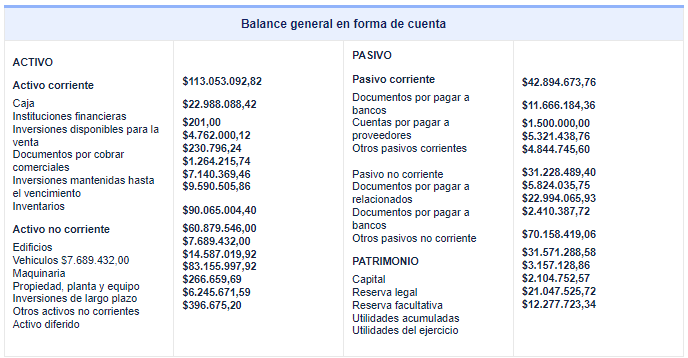 Balance general en forma de cuenta
ACTIVO
Activo corriente
Caja
Instituciones financieras
Inversiones disponibles para la
venta
Documentos por cobrar
comerciales
Inversiones mantenidas hasta
el vencimiento
Inventarios
Activo no corriente
Edificios
Vehiculos $7.689.432,00
Maquinaria
Propiedad, planta y equipo
Inversiones de largo plazo
Otros activos no corrientes
Activo diferido
$113.053.092,82
$22.988.088,42
$201,00
$4.762.000,12
$230.796,24
$1.264.215,74
$7.140.369,46
$9.590.505,86
$90.065.004,40
$60.879.546,00
$7.689.432,00
$14.587.019,92
$83.155.997,92
$266.659,69
$6.245.671,59
$396.675,20
PASIVO
Pasivo corriente
Documentos por pagar a
bancos
Cuentas por pagar a
proveedores
Otros pasivos corrientes
Pasivo no corriente
Documentos por pagar a
relacionados
Documentos por pagar a
bancos
Otros pasivos no corriente
PATRIMONIO
Capital
Reserva legal
Reserva facultativa
Utilidades acumuladas
Utilidades del ejercicio
$42.894.673,76
$11.666.184,36
$1.500.000,00
$5.321.438,76
$4.844.745,60
$31.228.489,40
$5.824.035,75
$22.994.065,93
$2.410.387,72
$70.158.419,06
$31.571.288,58
$3.157.128,86
$2.104.752,57
$21.047.525,72
$12.277.723,34